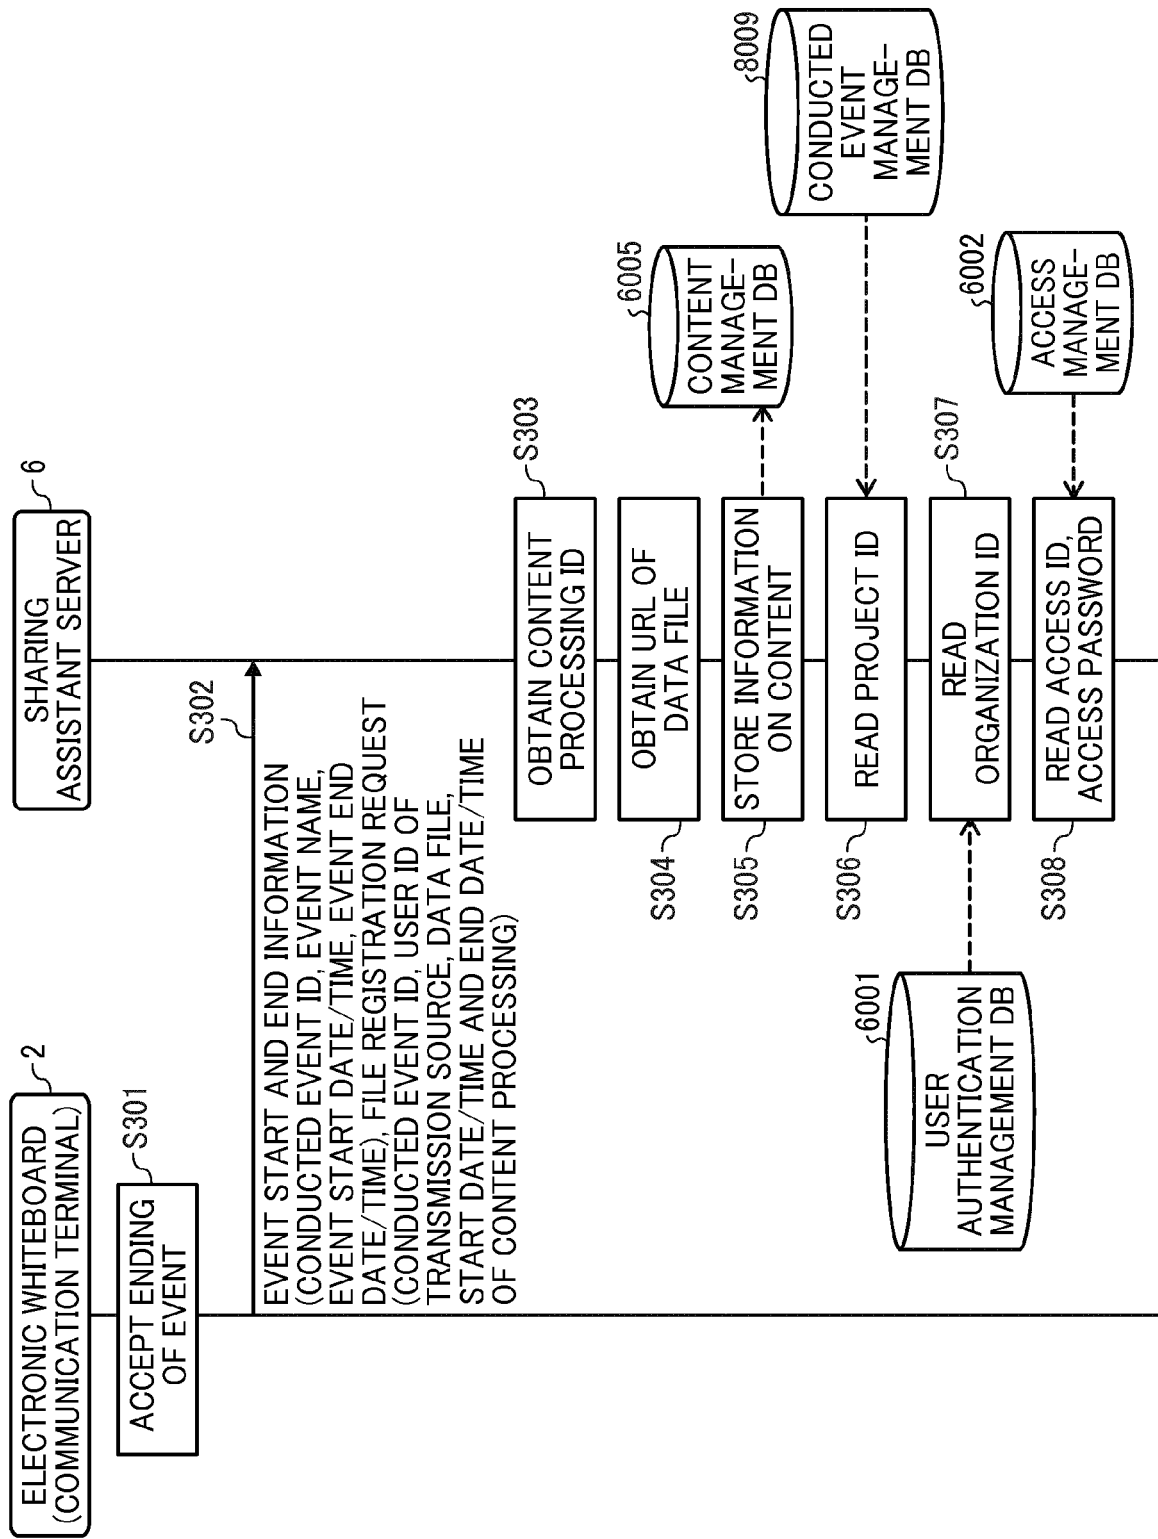 ELECTRONIC WHITEBOARD
(COMMUNICATION TERMINAL)
2
SHARING
ASSISTANT SERVER
6
ACCEPT ENDING
OF EVENT
S301
S302
EVENT START AND END INFORMATION
(CONDUCTED EVENT ID, EVENT NAME,
EVENT START DATE/TIME, EVENT END
DATE/TIME), FILE REGISTRATION REQUEST
(CONDUCTED EVENT ID, USER ID OF
TRANSMISSION SOURCE, DATA FILE,
START DATE/TIME AND END DATE/TIME
OF CONTENT PROCESSING)
OBTAIN CONTENT
PROCESSING ID
S303
S304
OBTAIN URL OF
DATA FILE
S305
STORE INFORMATION
ON CONTENT
6005
CONTENT
MANAGE-
MENT DB
S306
READ PROJECT ID
8009
CONDUCTED
EVENT
MANAGE-
MENT DB
6001
USER
AUTHENTICATION
MANAGEMENT DB
READ
ORGANIZATION ID
S307
S308
READ ACCESS ID,
ACCESS PASSWORD
6002
ACCESS
MANAGE-
MENT DB